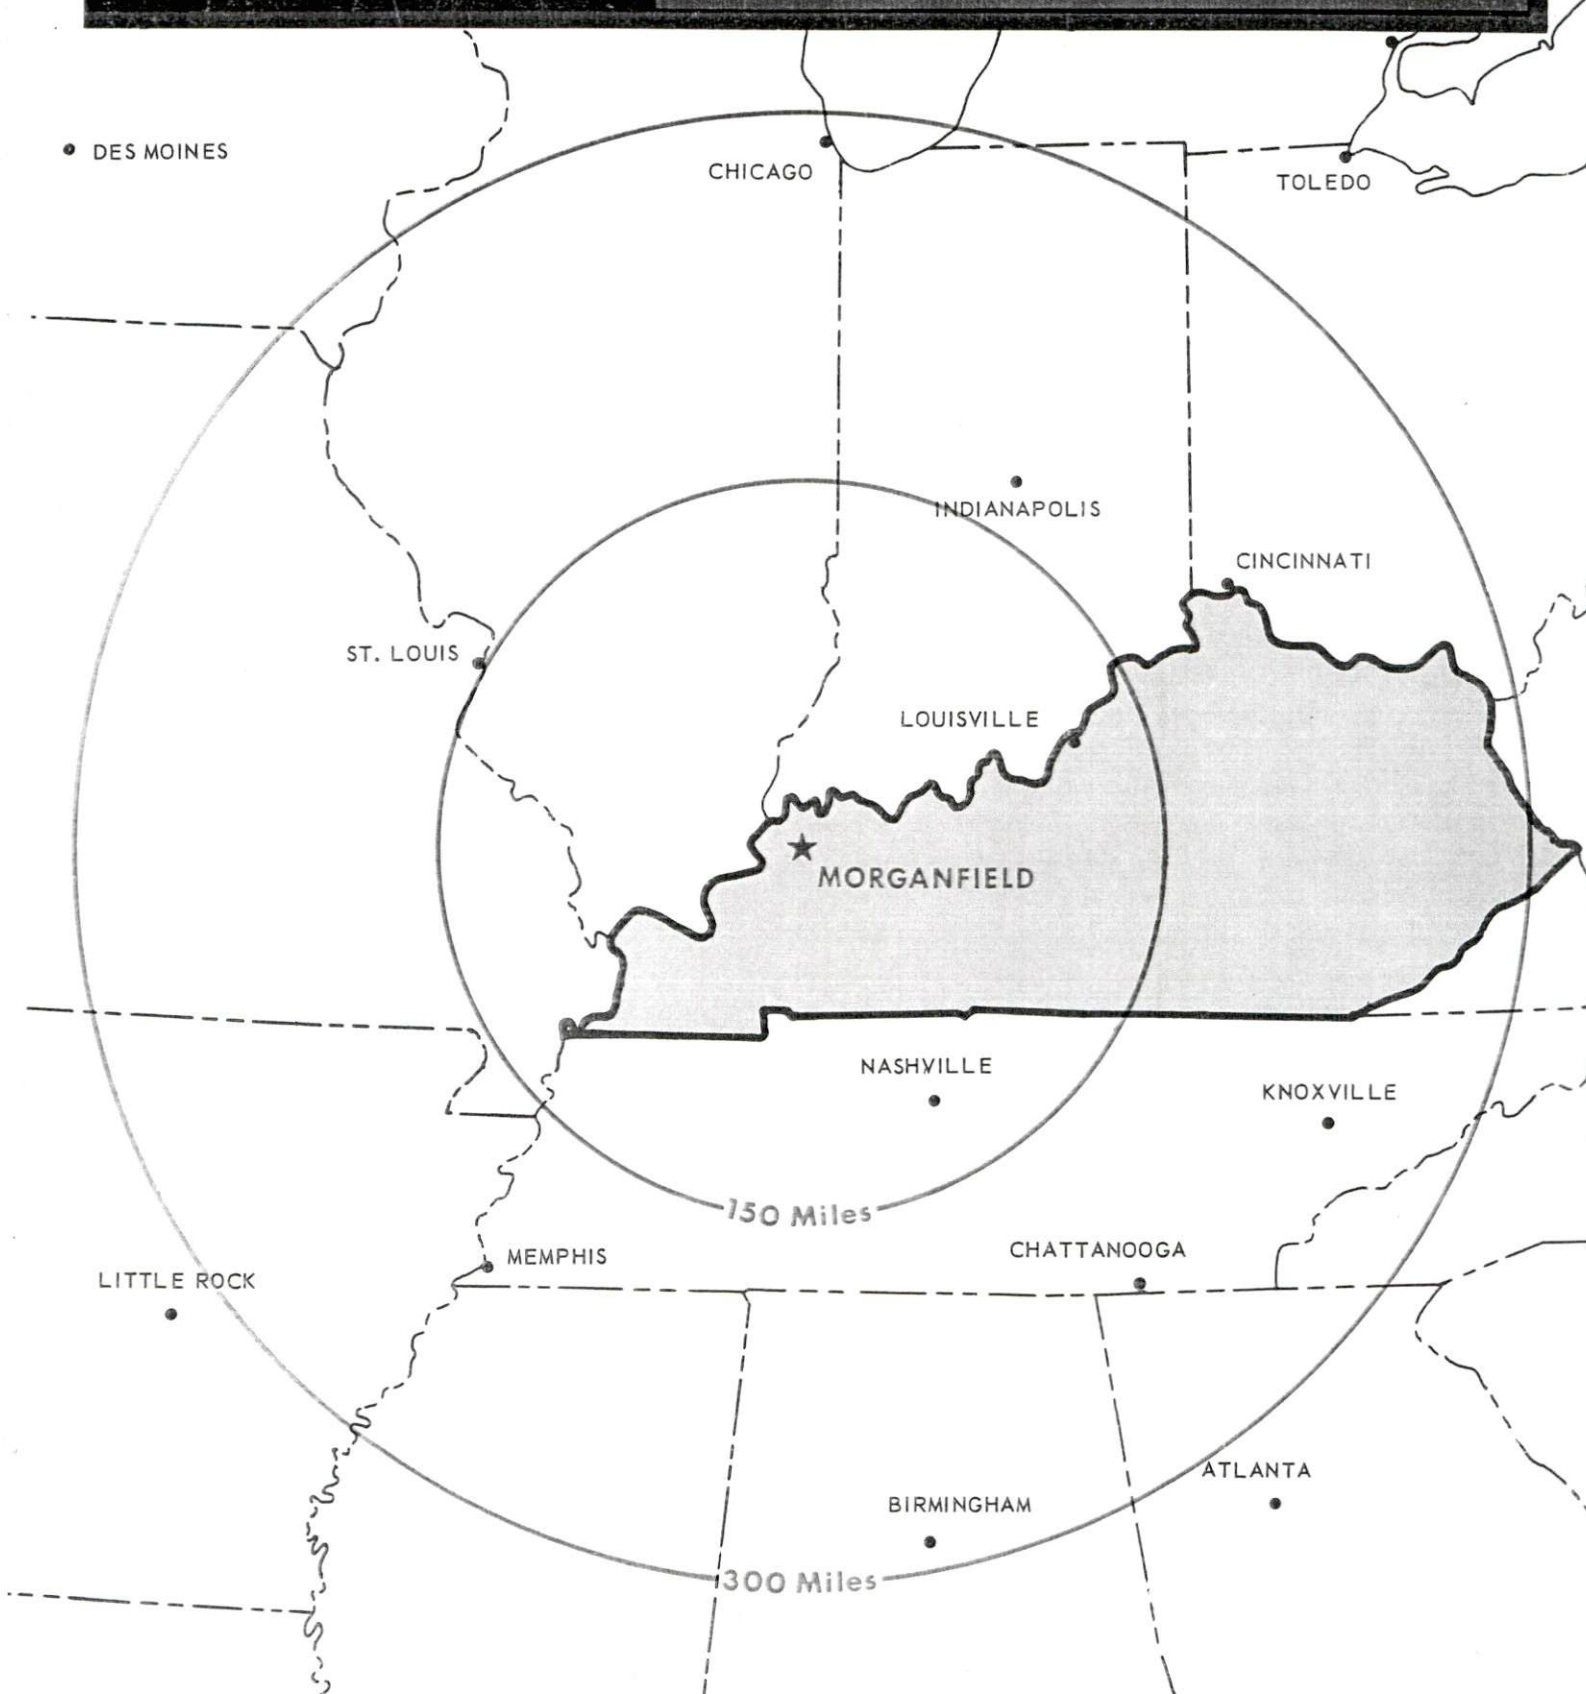 DES MOINES
CHICAGO
TOLEDO
INDIANAPOLIS
CINCINNATI
ST. LOUIS
LOUISVILLE
MORGANFIELD
NASHVILLE
KNOXVILLE
150 Miles
CHATTANOOGA
MEMPHIS
LITTLE ROCK
ATLANTA
BIRMINGHAM
300 Miles